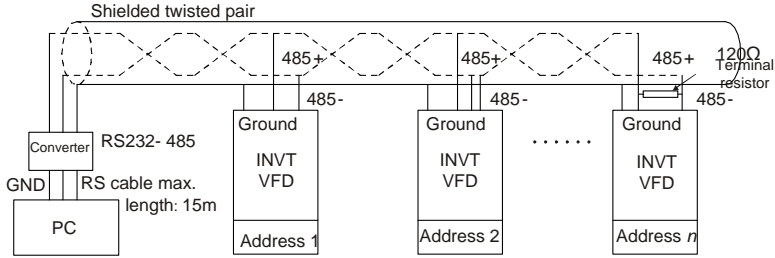 Shielded twisted pair
485+
485+
485+
120Ω
Terminal
resistor
485-
485-
485-
Ground
Ground
Ground
Converter
RS232- 485
INVT
VFD
INVT
VFD
......
INVT
VFD
GND
RS cable max.
length: 15m
PC
Address 1
Address 2
Address n